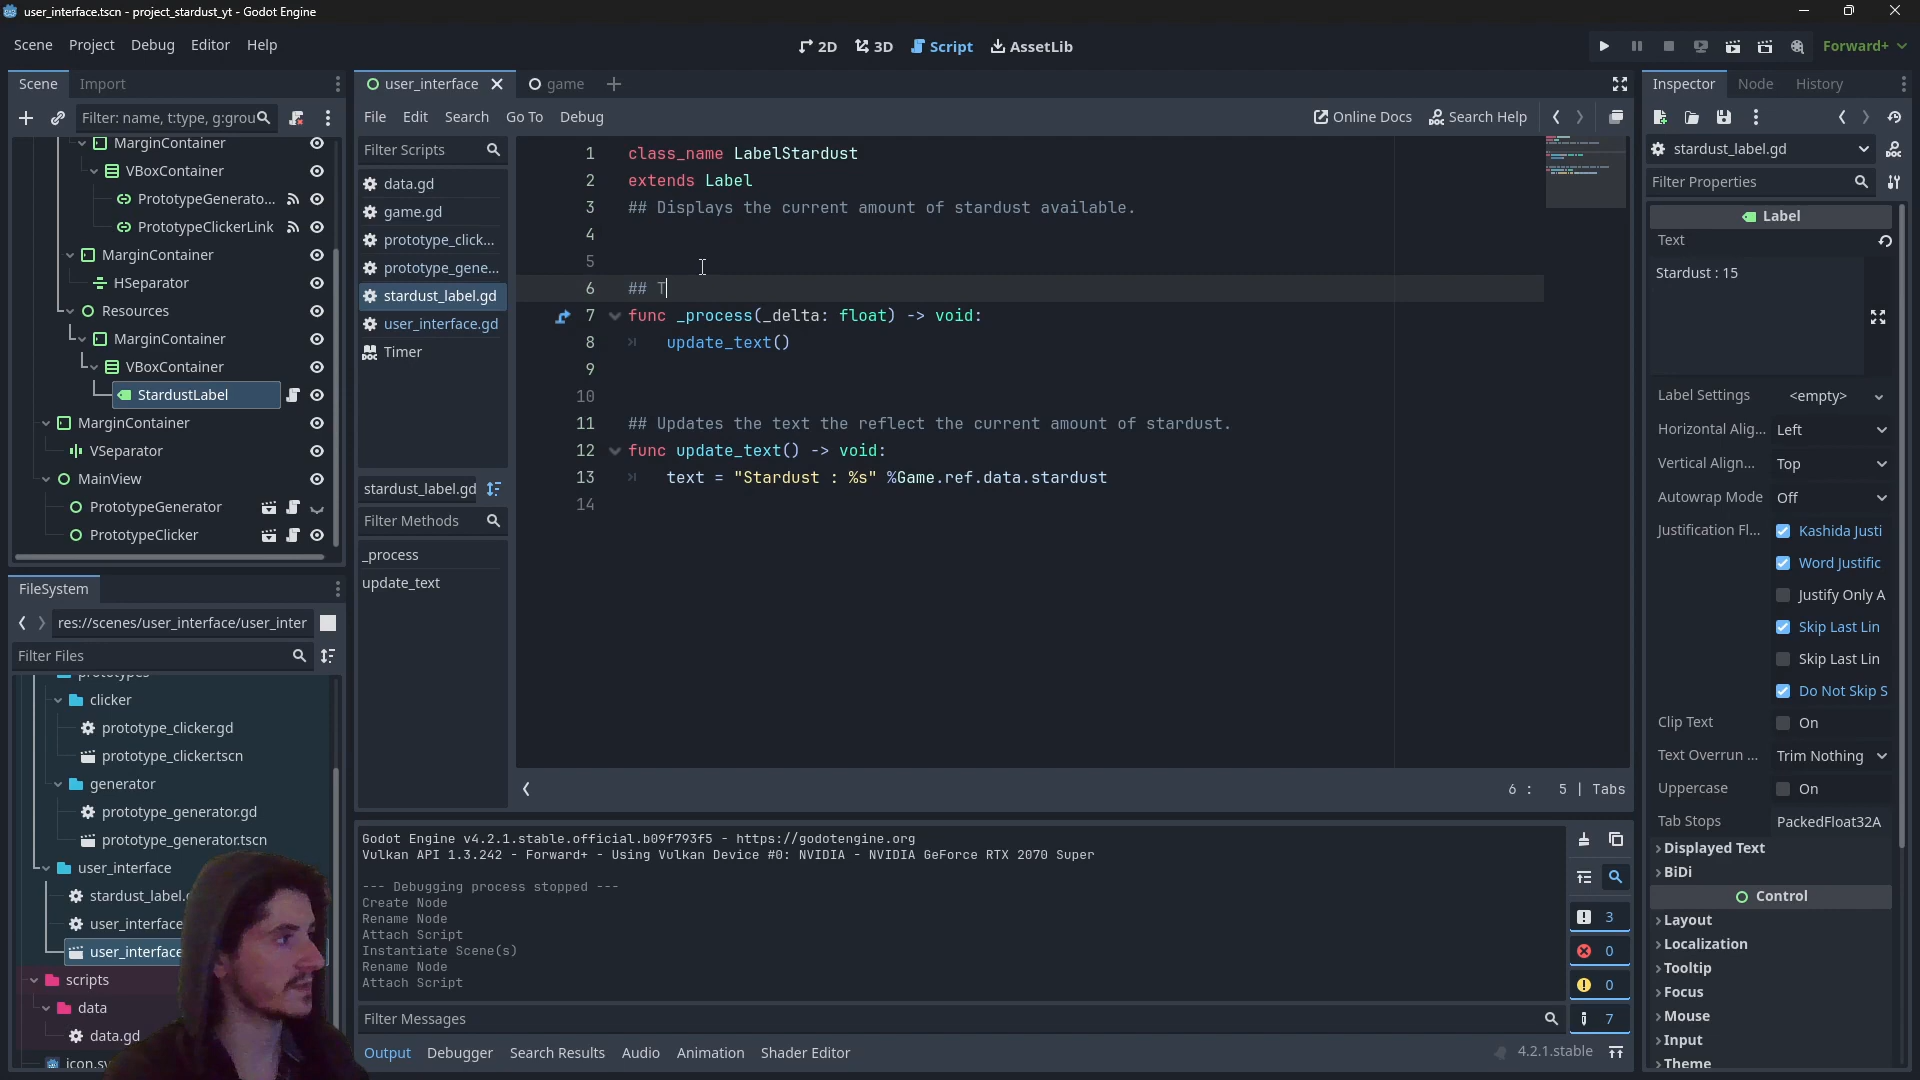 user_interface.tscn - project_stardust_yt - Godot Engine
Scene Project Debug Editor Help
2D 3D Script AssetLib
Forward+
Scene Import
Filter: name, t:type, g:grou
MarginContainer
VBoxContainer
PrototypeGenerato...
PrototypeClickerLink
MarginContainer
HSeparator
Resources
MarginContainer
VBoxContainer
StardustLabel
MarginContainer
VSeparator
MainView
PrototypeGenerator
PrototypeClicker
FileSystem
res://scenes/user_interface/user_inter
Filter Files
prototypes
clicker
prototype_clicker.gd
prototype_clicker.tscn
generator
prototype_generator.gd
prototype_generator.tscn
user_interface
stardust_label.
user_interface
user_interface
scripts
data
data.gd
icon.sv
user_interface game
File Edit Search Go To Debug
Online Docs Search Help
Filter Scripts
data.gd
game.gd
prototype_click...
prototype_gene...
stardust_label.gd
user_interface.gd
Timer
stardust_label.gd
Filter Methods
_process
update_text
1 class_name LabelStardust
2 extends Label
3 ## Displays the current amount of stardust available.
4
5
6 ## T
7 func _process(_delta: float) -> void:
8 update_text()
9
10
11 ## Updates the text the reflect the current amount of stardust.
12 func update_text() -> void:
13 text = "Stardust : %s" %Game.ref.data.stardust
14
6 : 5 | Tabs
Godot Engine v4.2.1.stable.official.b09f793f5 - https://godotengine.org
Vulkan API 1.3.242 - Forward+ - Using Vulkan Device #0: NVIDIA - NVIDIA GeForce RTX 2070 Super
--- Debugging process stopped ---
Create Node
Rename Node
Attach Script
Instantiate Scene(s)
Rename Node
Attach Script
3
0
0
7
Filter Messages
Output Debugger Search Results Audio Animation Shader Editor
4.2.1.stable
Inspector Node History
stardust_label.gd
Filter Properties
Label
Text
Stardust : 15
Label Settings <empty>
Horizontal Alig... Left
Vertical Align... Top
Autowrap Mode Off
Justification Fl... Kashida Justi
Word Justific
Justify Only A
Skip Last Lin
Skip Last Lin
Do Not Skip S
Clip Text On
Text Overrun ... Trim Nothing
Uppercase On
Tab Stops PackedFloat32A
Displayed Text
BiDi
Control
Layout
Localization
Tooltip
Focus
Mouse
Input
Theme